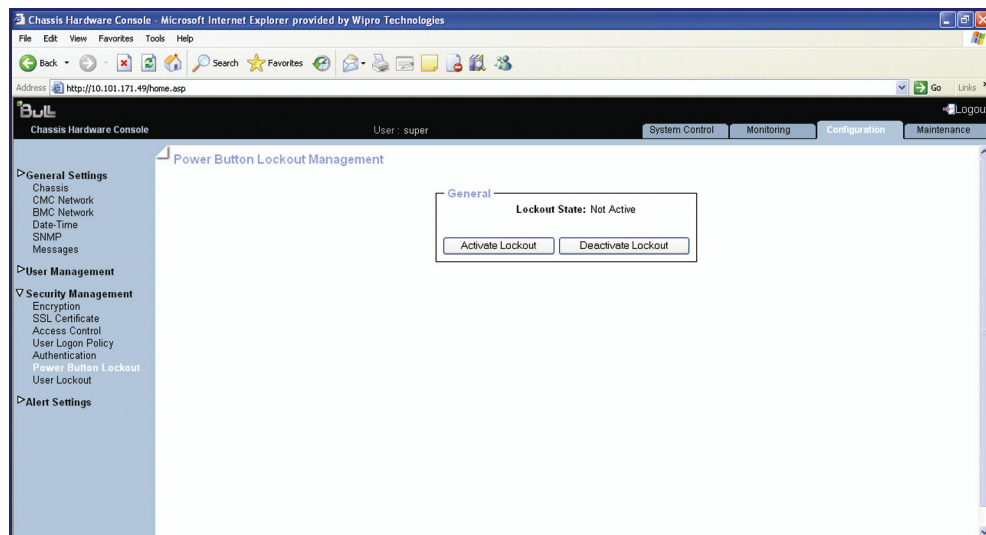 Chassis Hardware Console - Microsoft Internet Explorer provided by Wipro Technologies
File Edit View Favorites Tools Help
Back Search Favorites
Address http://10.101.171.49/home.asp Go Links
Bull Logou
Chassis Hardware Console User : super System Control Monitoring Configuration Maintenance
Power Button Lockout Management
General Settings
Chassis
CMC Network
BMC Network
Date-Time
SNMP
Messages
User Management
Security Management
Encryption
SSL Certificate
Access Control
User Logon Policy
Authentication
Power Button Lockout
User Lockout
Alert Settings
General
Lockout State: Not Active
Activate Lockout Deactivate Lockout